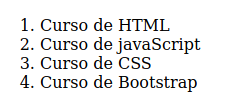 1. Curso de HTML
2. Curso de javaScript
3. Curso de CSS
4. Curso de Bootstrap